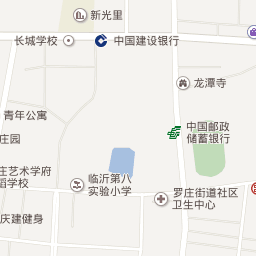 新光里
长城学校
中国建设银行
龙潭寺
青年公寓
庄园
中国邮政
储蓄银行
庄艺术学府
蹈学校
临沂第八
实验小学
罗庄街道社区
卫生中心
庆建健身